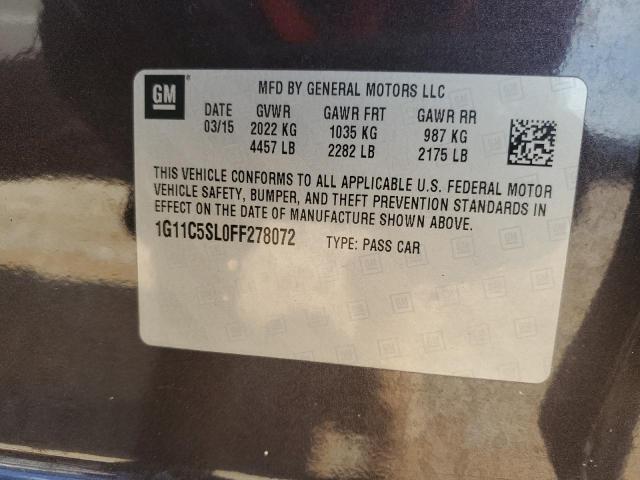 GM ® MFD BY GENERAL MOTORS LLC
DATE GVWR GAWR FRT GAWR RR
03/15 2022 KG 1035 KG 987 KG
4457 LB 2282 LB 2175 LB
THIS VEHICLE CONFORMS TO ALL APPLICABLE U.S. FEDERAL MOTOR
VEHICLE SAFETY, BUMPER, AND THEFT PREVENTION STANDARDS IN
EFFECT ON THE DATE OF MANUFACTURE SHOWN ABOVE.
1G11C5SL0FF278072 TYPE: PASS CAR